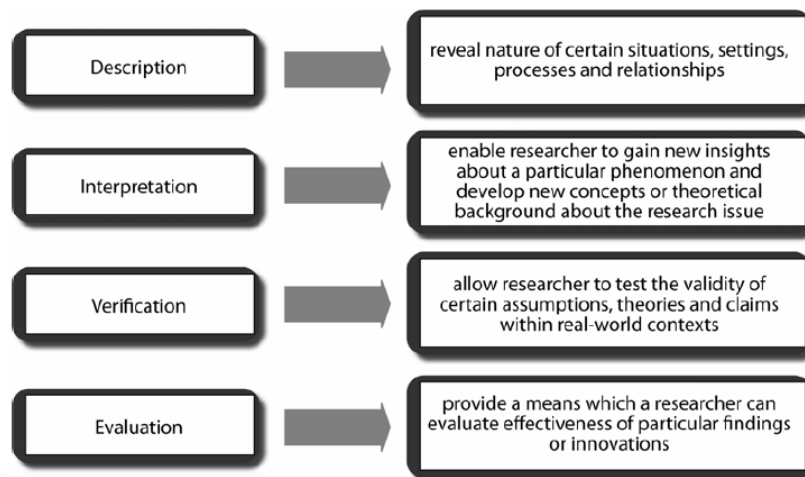 Description
reveal nature of certain situations, settings,
processes and relationships
Interpretation
enable researcher to gain new insights
about a particular phenomenon and
develop new concepts or theoretical
background about the research issue
Verification
allow researcher to test the validity of
certain assumptions, theories and claims
within real-world contexts
Evaluation
provide a means which a researcher can
evaluate effectiveness of particular findings
or innovations